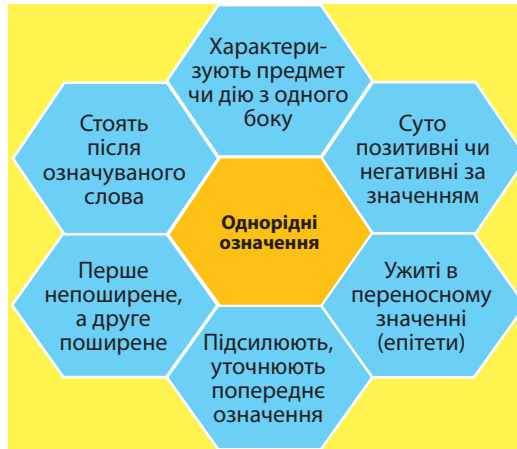 Характери-
зують предмет
чи дію з одного
боку
Стоять
після
означуваного
слова
Суто
позитивні чи
негативні за
значенням
Однорідні
означення
Перше
непоширене,
а друге
поширене
Ужиті в
переносному
значенні
(епітети)
Підсилюють,
уточнюють
попереднє
означення